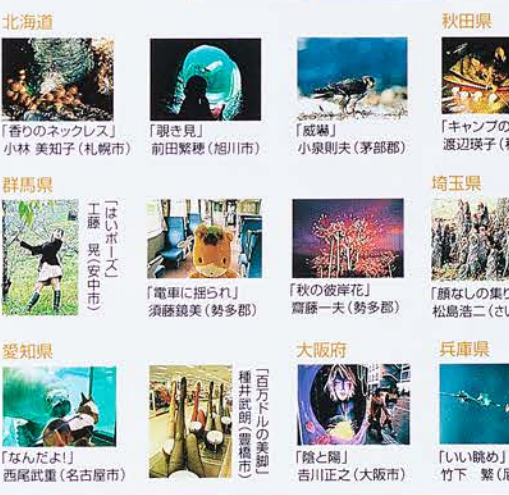 北海道
「香りのネックレス」
小林 美知子(札幌市)
「覗き見」
前田繁穂(旭川市)
「威嚇」
小泉則夫(茅部郡)
秋田県
「キャンプの
渡辺瑛子(
群馬県
「はいポーズ」
工藤 晃(安中市)
「電車に揺られ」
須藤鏡美(勢多郡)
「秋の彼岸花」
齋藤一夫(勢多郡)
埼玉県
「顔なしの集り
松島浩二(さい
愛知県
「なんだよ!」
西尾武重(名古屋市)
「百万ドルの美脚」
種井武朗(豊橋市)
大阪府
「陰と陽」
吉川正之(大阪市)
兵庫県
「いい眺め」
竹下 繁(